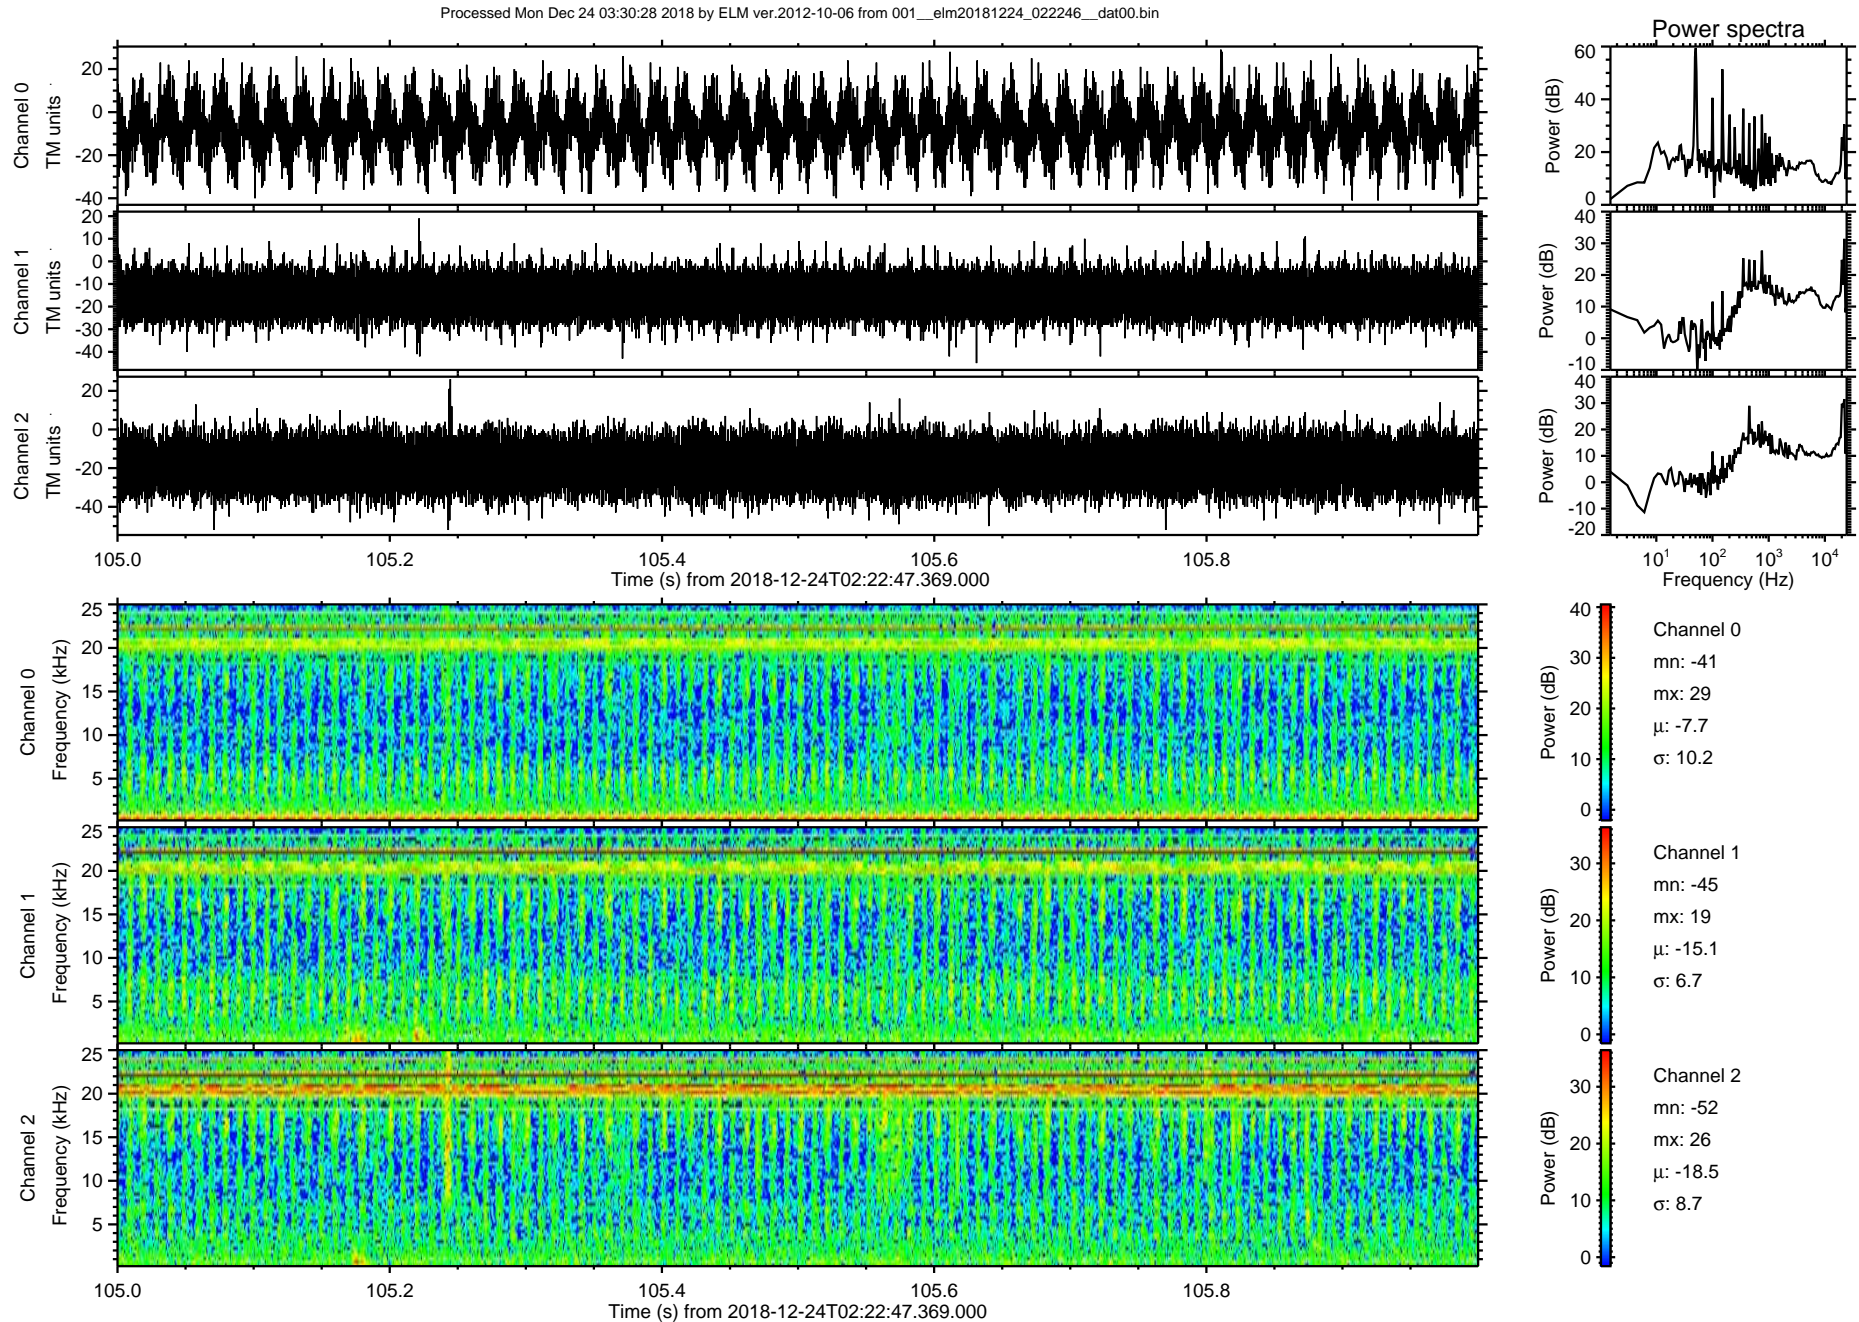 Processed Mon Dec 24 03:30:28 2018 by ELM ver.2012-10-06 from 001__elm20181224_022246__dat00.bin
Power spectra
Channel 0
TM units
20
0
-20
-40
Power (dB)
60
40
20
0
Channel 1
TM units
20
10
0
-10
-20
-30
-40
Power (dB)
40
30
20
10
0
-10
Channel 2
TM units
20
0
-20
-40
Power (dB)
40
30
20
10
0
-10
-20
105.0 105.2 105.4 105.6 105.8
Time (s) from 2018-12-24T02:22:47.369.000
10¹ 10² 10³ 10⁴
Frequency (Hz)
Channel 0
Frequency (kHz)
25
20
15
10
5
Power (dB)
40
30
20
10
0
Channel 0
mn: -41
mx: 29
μ: -7.7
σ: 10.2
Channel 1
Frequency (kHz)
25
20
15
10
5
Power (dB)
30
20
10
0
Channel 1
mn: -45
mx: 19
μ: -15.1
σ: 6.7
Channel 2
Frequency (kHz)
25
20
15
10
5
Power (dB)
30
20
10
0
Channel 2
mn: -52
mx: 26
μ: -18.5
σ: 8.7
105.0 105.2 105.4 105.6 105.8
Time (s) from 2018-12-24T02:22:47.369.000